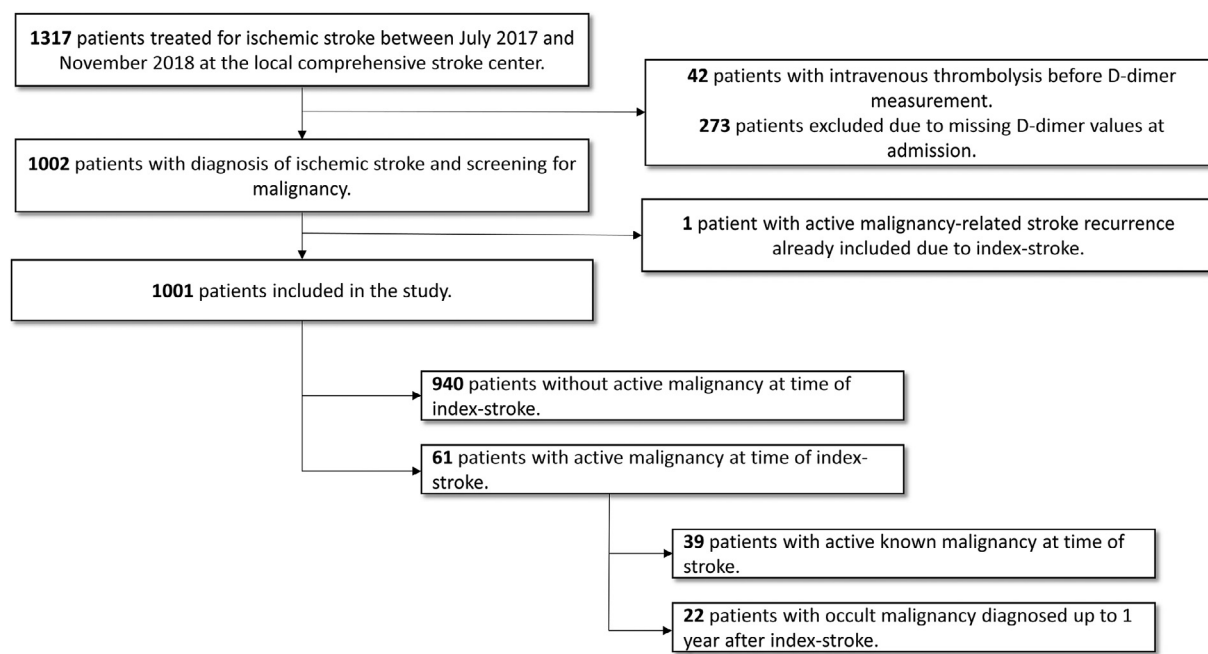 1317 patients treated for ischemic stroke between July 2017 and
November 2018 at the local comprehensive stroke center.
42 patients with intravenous thrombolysis before D-dimer
measurement.
273 patients excluded due to missing D-dimer values at
admission.
1002 patients with diagnosis of ischemic stroke and screening for
malignancy.
1 patient with active malignancy-related stroke recurrence
already included due to index-stroke.
1001 patients included in the study.
940 patients without active malignancy at time of
index-stroke.
61 patients with active malignancy at time of index-
stroke.
39 patients with active known malignancy at time of
stroke.
22 patients with occult malignancy diagnosed up to 1
year after index-stroke.